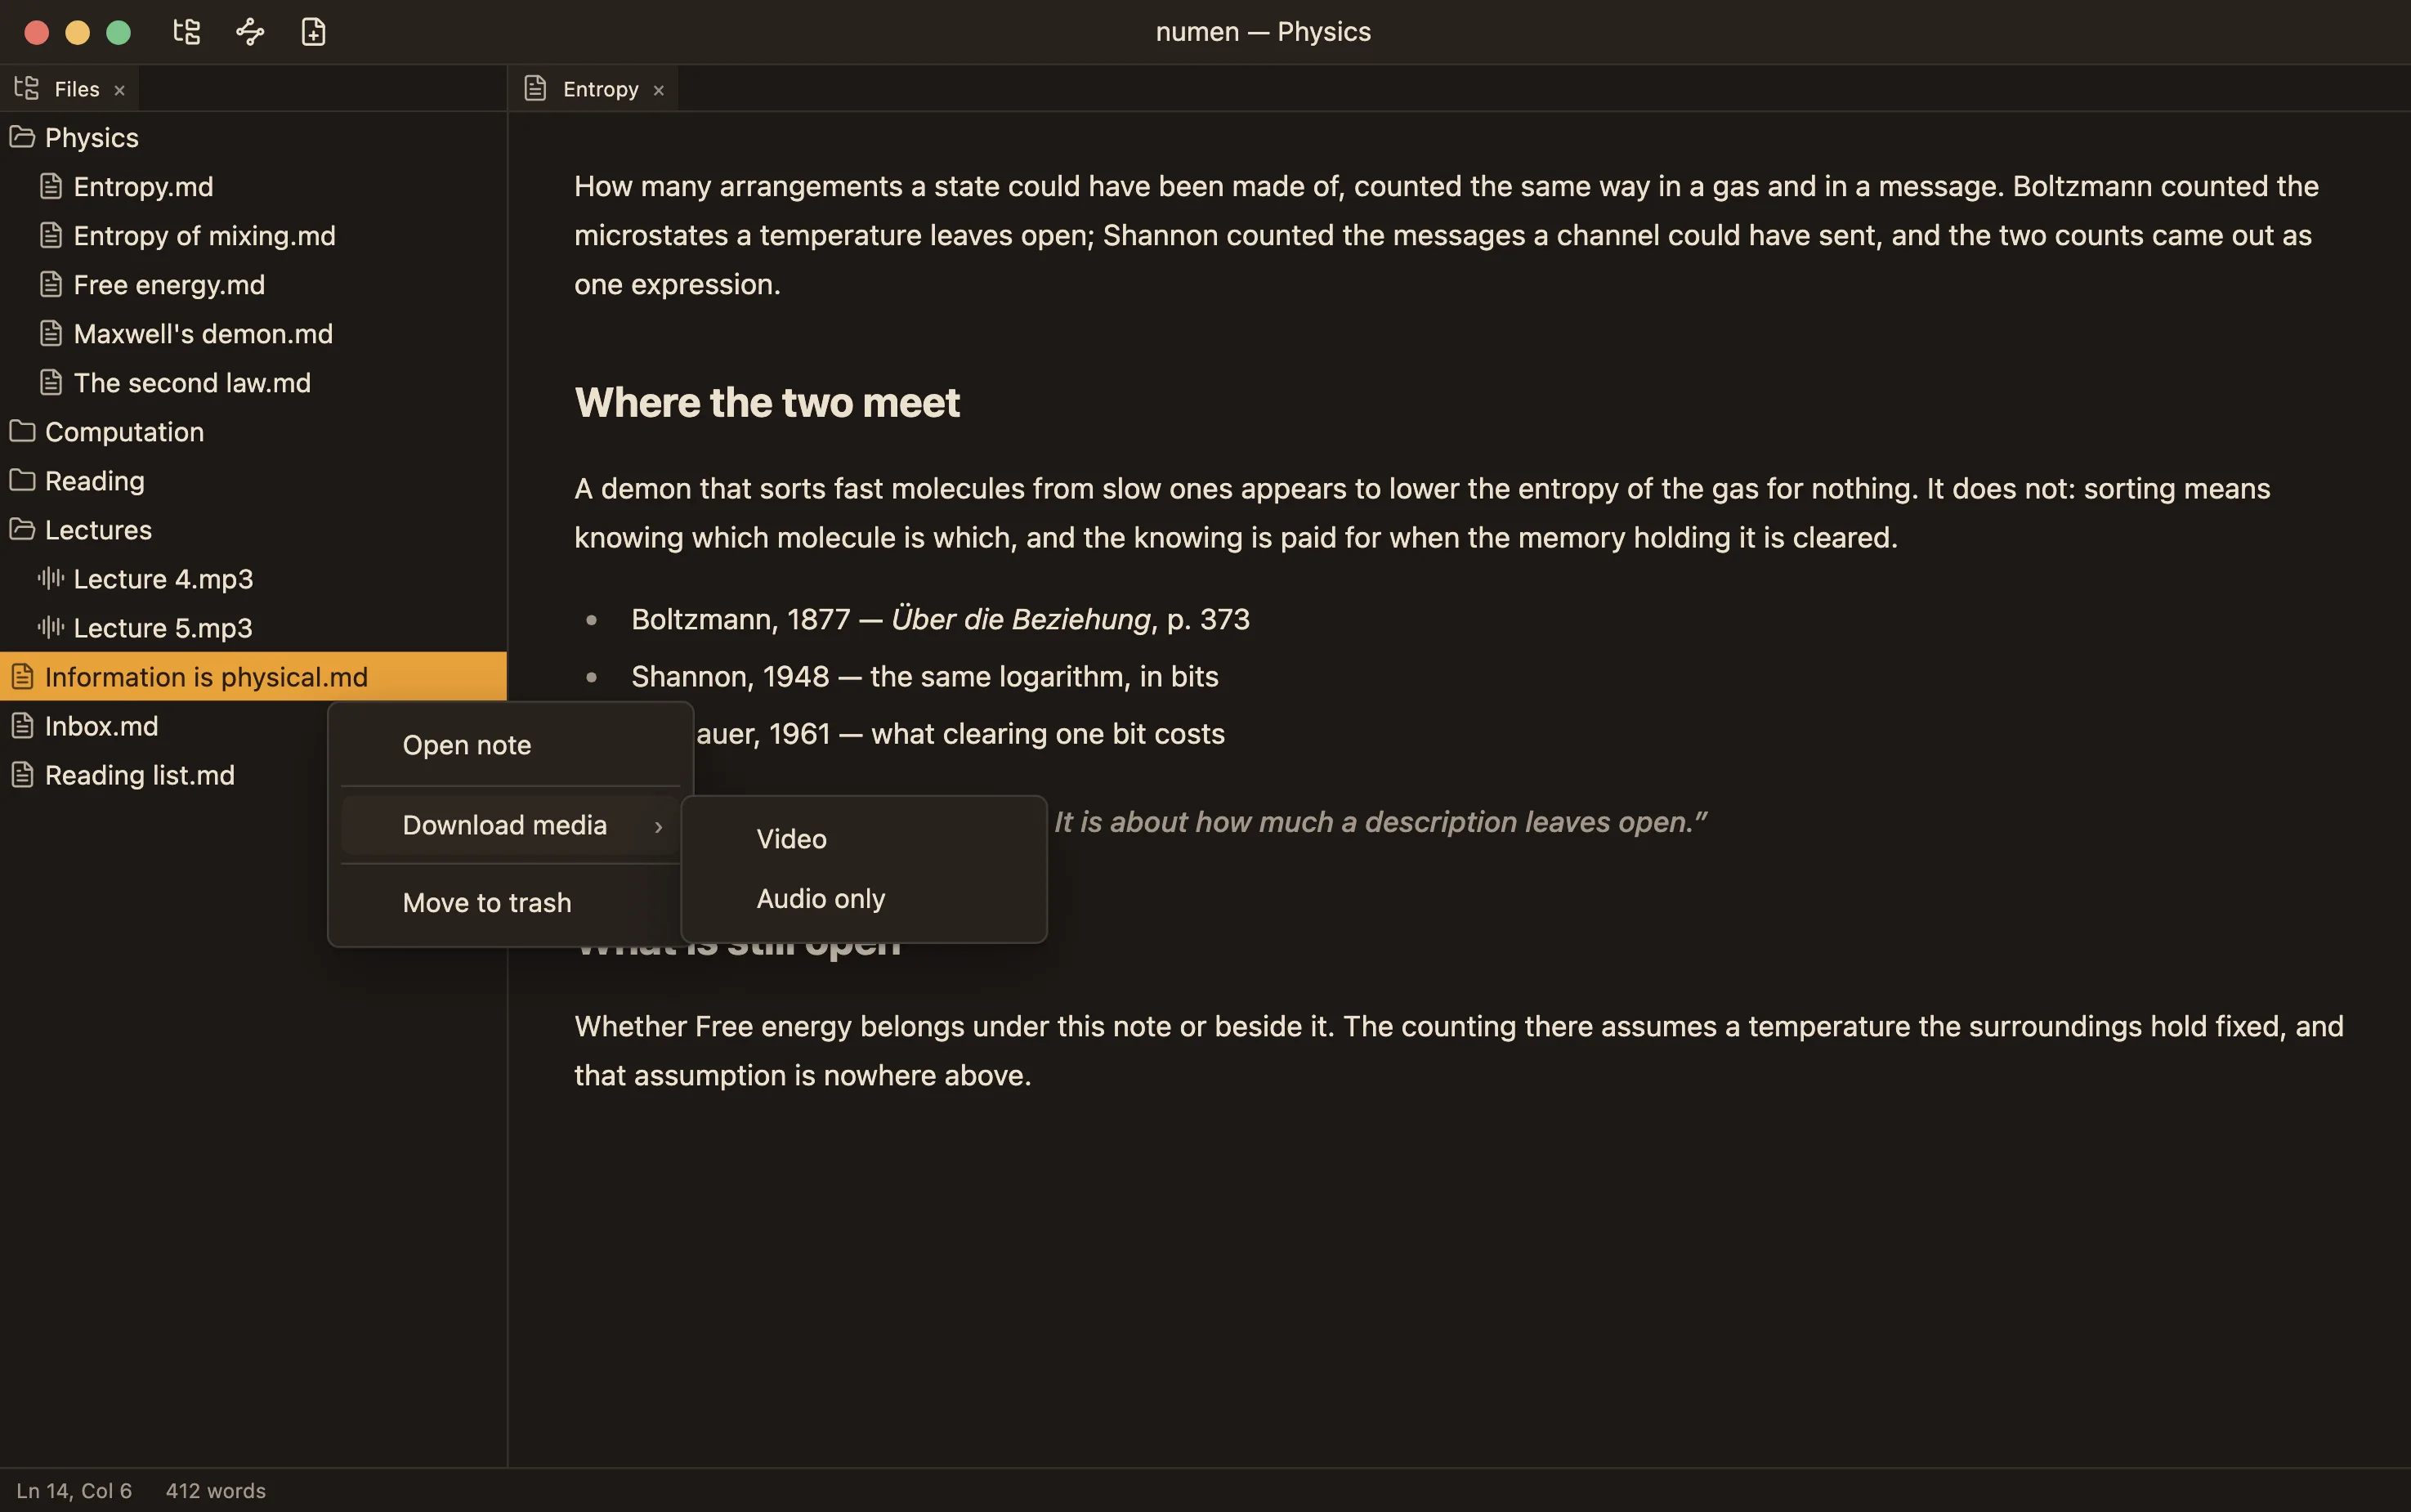 numen — Physics
Files
Entropy
Physics
Entropy.md
Entropy of mixing.md
Free energy.md
Maxwell's demon.md
The second law.md
Computation
Reading
Lectures
Lecture 4.mp3
Lecture 5.mp3
Information is physical.md
Inbox.md
Reading list.md
Open note
Download media
Move to trash
Video
Audio only
How many arrangements a state could have been made of, counted the same way in a gas and in a message. Boltzmann counted the
microstates a temperature leaves open; Shannon counted the messages a channel could have sent, and the two counts came out as
one expression.
Where the two meet
A demon that sorts fast molecules from slow ones appears to lower the entropy of the gas for nothing. It does not: sorting means
knowing which molecule is which, and the knowing is paid for when the memory holding it is cleared.
Boltzmann, 1877 — Über die Beziehung, p. 373
Shannon, 1948 — the same logarithm, in bits
auer, 1961 — what clearing one bit costs
It is about how much a description leaves open.”
What is still open
Whether Free energy belongs under this note or beside it. The counting there assumes a temperature the surroundings hold fixed, and
that assumption is nowhere above.
Ln 14, Col 6
412 words